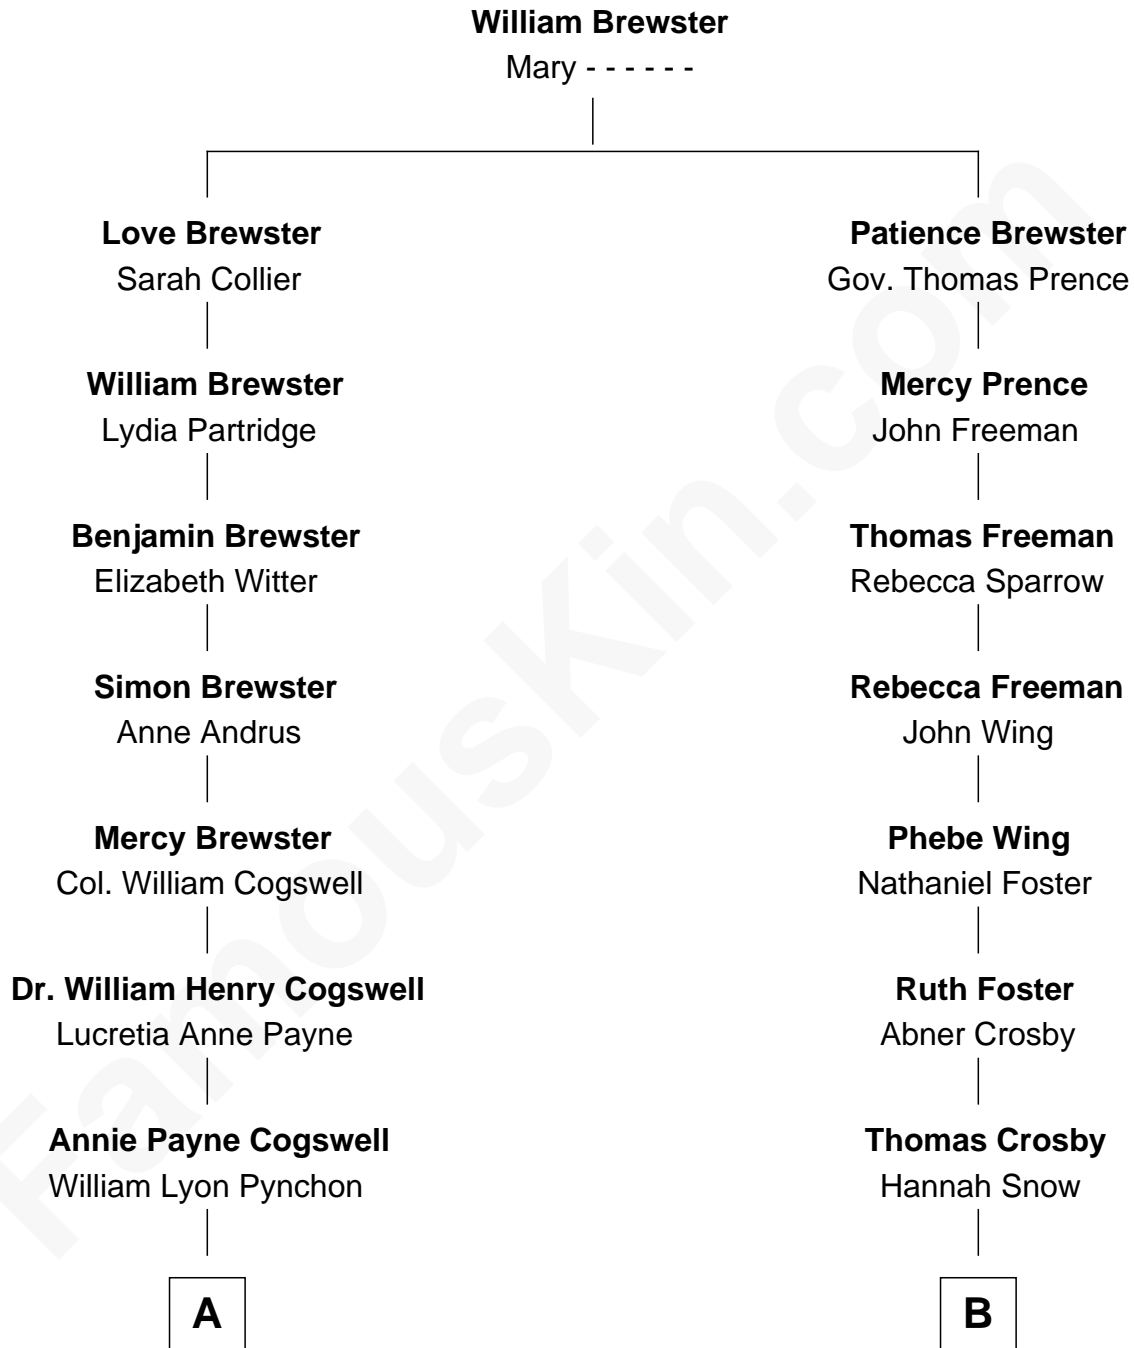 William Brewster
Mary - - - - - -
Love Brewster
Sarah Collier
Patience Brewster
Gov. Thomas Prence
William Brewster
Lydia Partridge
Mercy Prence
John Freeman
Benjamin Brewster
Elizabeth Witter
Thomas Freeman
Rebecca Sparrow
Simon Brewster
Anne Andrus
Rebecca Freeman
John Wing
Mercy Brewster
Col. William Cogswell
Phebe Wing
Nathaniel Foster
Dr. William Henry Cogswell
Lucretia Anne Payne
Ruth Foster
Abner Crosby
Annie Payne Cogswell
William Lyon Pynchon
Thomas Crosby
Hannah Snow
A
B
FamousKin.com